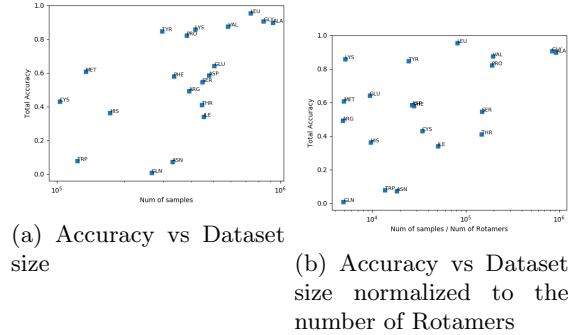 1.0
0.8
0.6
0.4
0.2
0.0
Total Accuracy
LEU
GLY
ALA
VAL
LYS
TYR
PRO
GLU
MET
PHE
ASP
SER
ARG
CYS
THR
HIS
ILE
TRP
ASN
GLN
10^5
10^6
Num of samples
(a) Accuracy vs Dataset
size
1.0
0.8
0.6
0.4
0.2
0.0
Total Accuracy
LEU
GLY
ALA
VAL
LYS
TYR
PRO
GLU
MET
ASP
PHE
SER
ARG
CYS
THR
HIS
ILE
TRP
ASN
GLN
10^4
10^5
10^6
Num of samples / Num of Rotamers
(b) Accuracy vs Dataset
size normalized to the
number of Rotamers